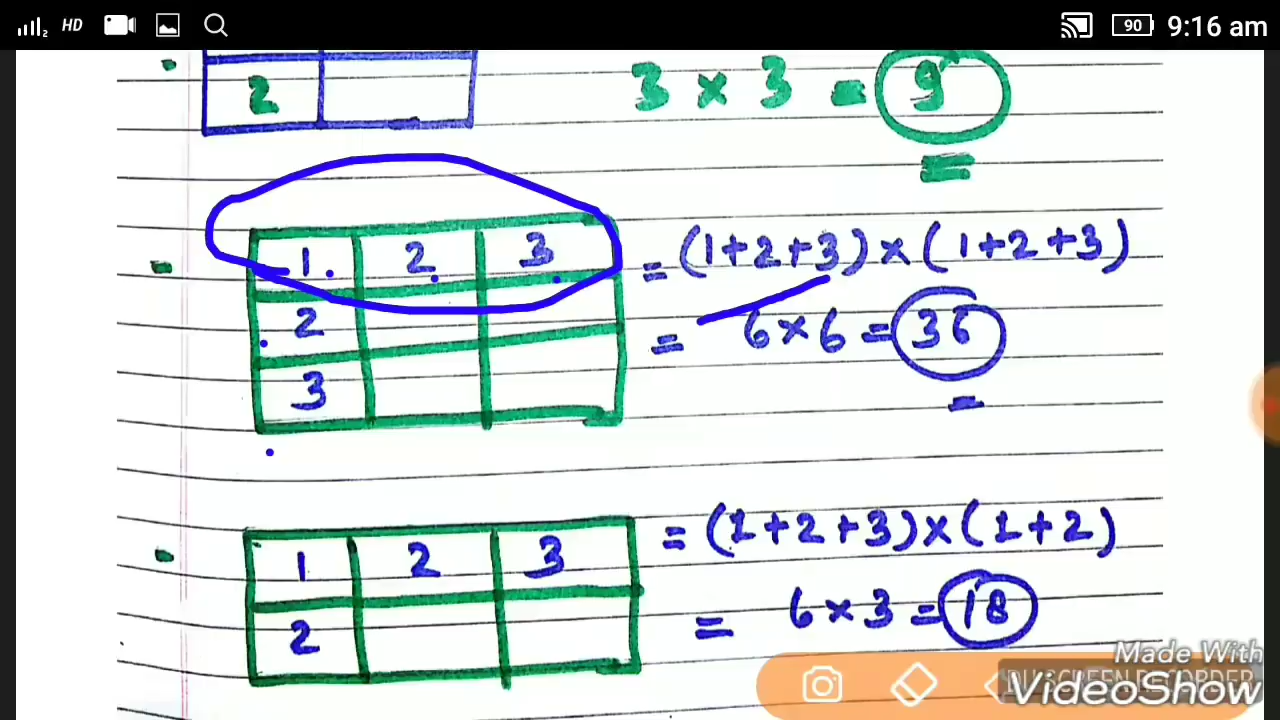 HD 90 9:16 am
2 3 × 3 = 9
1 2 3 = (1+2+3)×(1+2+3)
2 = 6×6 = 36
3
1 2 3 = (1+2+3)×(1+2)
2 = 6×3 = 18
Made With
VideoShow